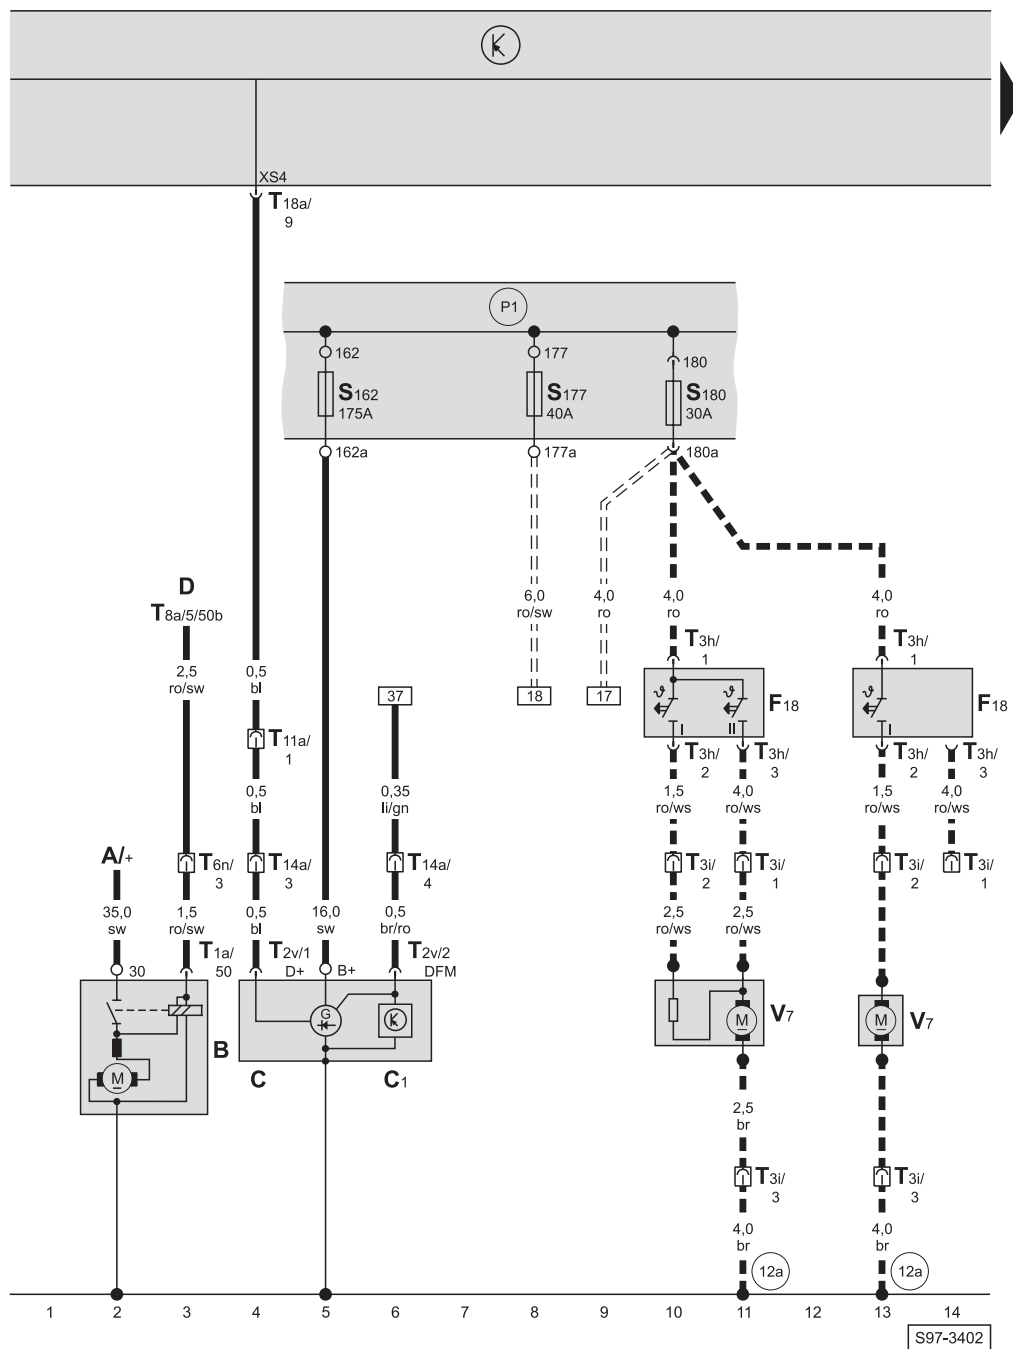 XS4
T18a/
9
P1
162 177 180
S162 S177 S180
175A 40A 30A
162a 177a 180a
D
T8a/5/50b
6,0 4,0 4,0 4,0
ro/sw ro ro ro
T3h/ T3h/
1 1
2,5 0,5
ro/sw bl
37 18 17
ϑ ϑ F18 ϑ F18
I II I
T11a/
1
T3h/ T3h/ T3h/ T3h/
2 3 2 3
0,5 0,35 1,5 4,0 1,5 4,0
bl li/gn ro/ws ro/ws ro/ws ro/ws
A/+
T6n/ T14a/ T14a/ T3i/ T3i/ T3i/ T3i/
3 3 4 2 1 2 1
35,0 1,5 0,5 16,0 0,5 2,5 2,5
sw ro/sw bl sw br/ro ro/ws ro/ws
T1a/ T2v/1 T2v/2
30 50 D+ B+ DFM
G M V7 M V7
B
M C C1
2,5
br
T3i/ T3i/
3 3
4,0 4,0
br br
12a 12a
1 2 3 4 5 6 7 8 9 10 11 12 13 14
S97-3402